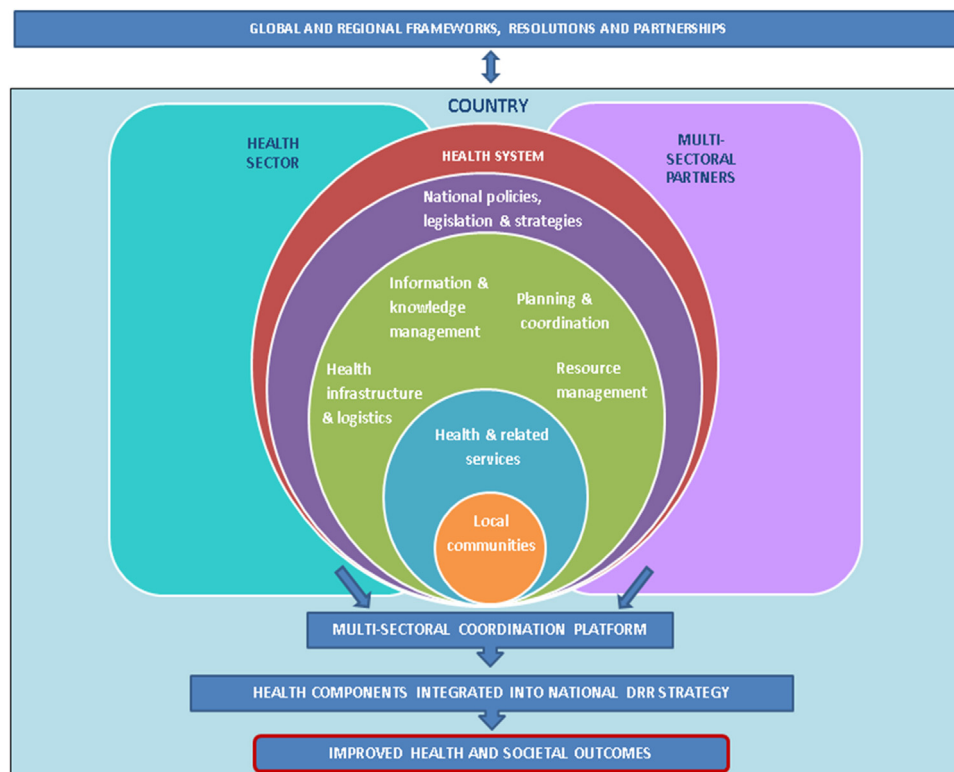 GLOBAL AND REGIONAL FRAMEWORKS, RESOLUTIONS AND PARTNERSHIPS
COUNTRY
HEALTH
SECTOR
MULTI-
SECTORAL
PARTNERS
HEALTH SYSTEM
National policies,
legislation & strategies
Information &
knowledge
management
Planning &
coordination
Health
infrastructure
& logistics
Resource
management
Health & related
services
Local
communities
MULTI-SECTORAL COORDINATION PLATFORM
HEALTH COMPONENTS INTEGRATED INTO NATIONAL DRR STRATEGY
IMPROVED HEALTH AND SOCIETAL OUTCOMES